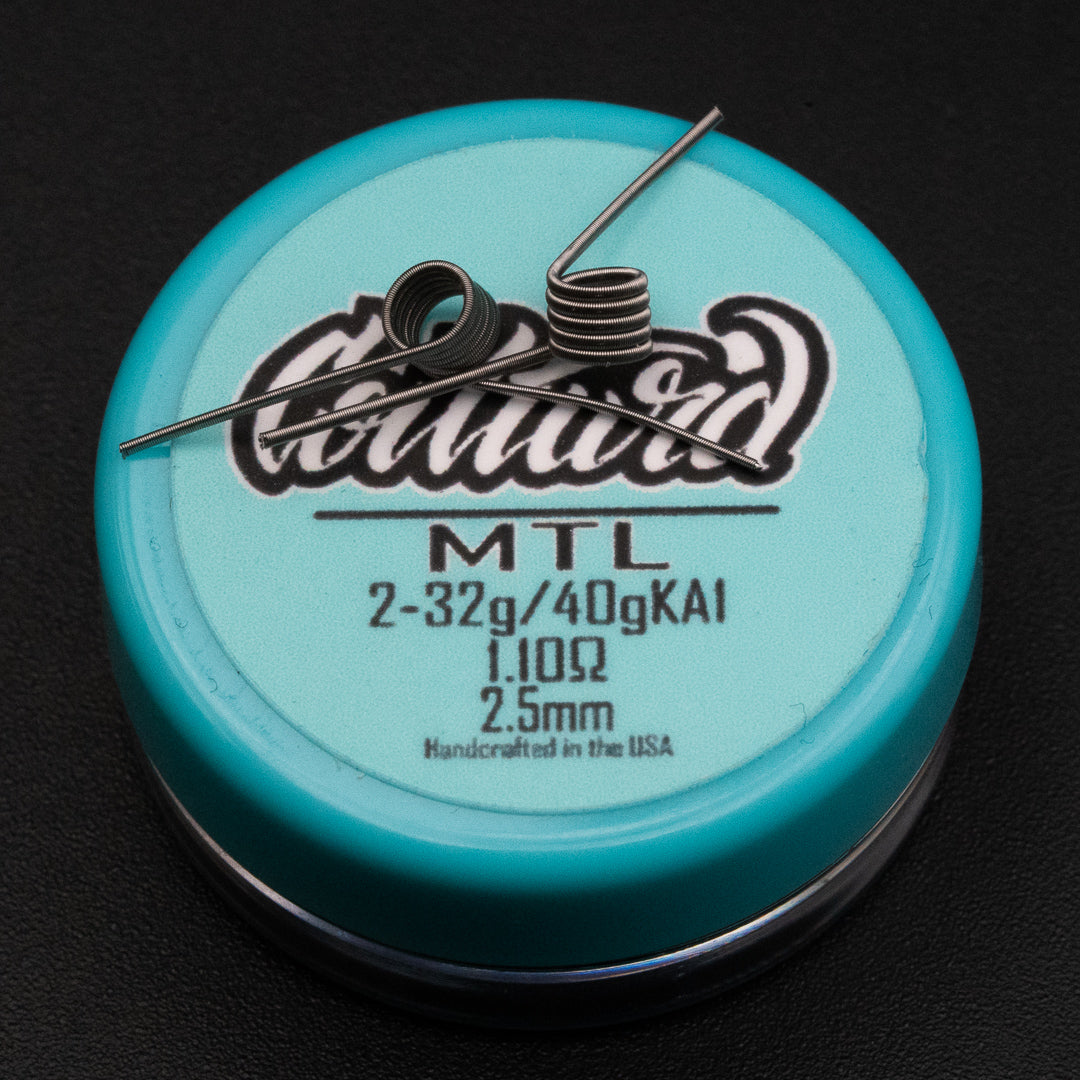 MTL
2-32g/40gKA1
1.10Ω
2.5mm
Handcrafted in the USA